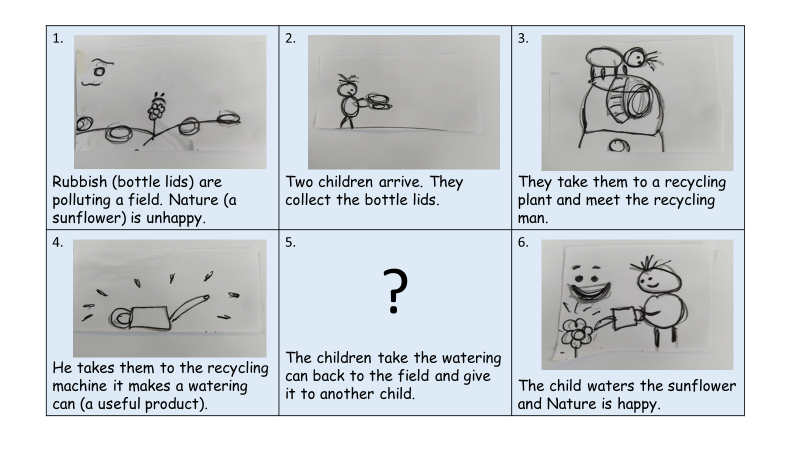 1.
Rubbish (bottle lids) are
polluting a field. Nature (a
sunflower) is unhappy.
2.
Two children arrive. They
collect the bottle lids.
3.
They take them to a recycling
plant and meet the recycling
man.
4.
He takes them to the recycling
machine it makes a watering
can (a useful product).
5.
?
The children take the watering
can back to the field and give
it to another child.
6.
The child waters the sunflower
and Nature is happy.